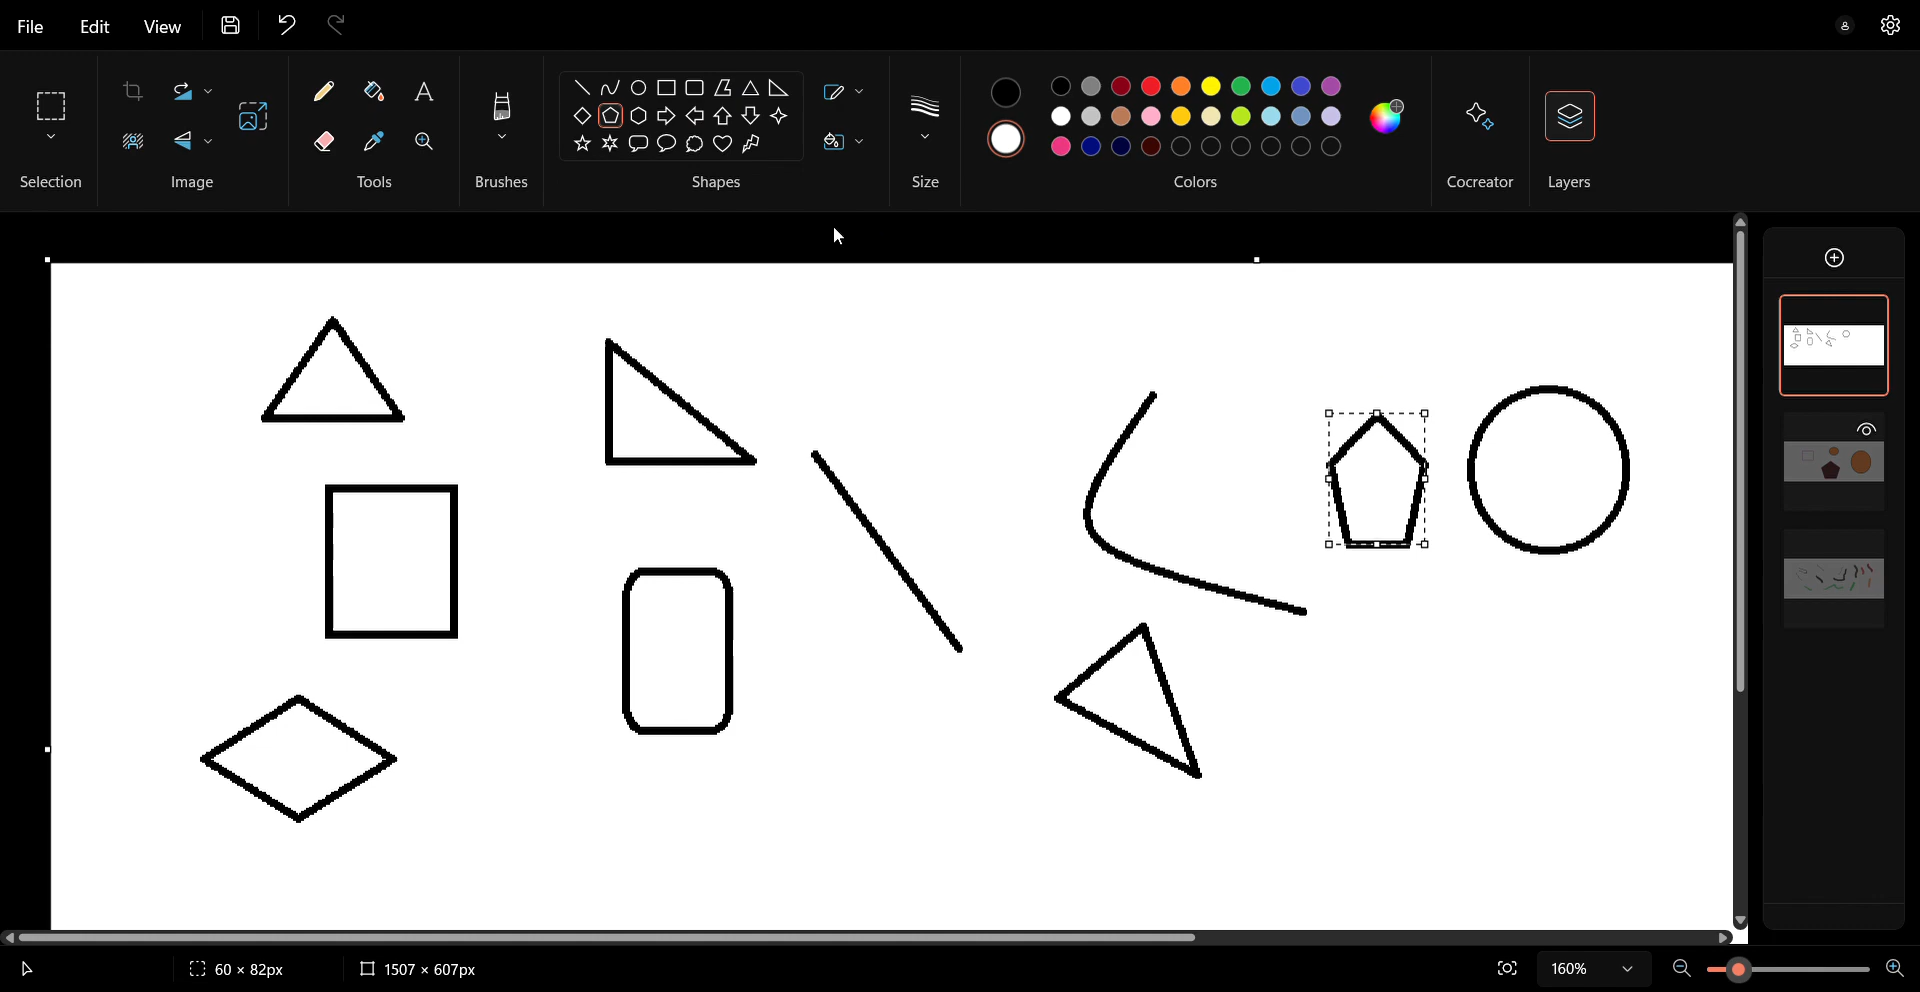 File Edit View
Selection Image Tools Brushes Shapes Size Colors Cocreator Layers
60 × 82px 1507 × 607px 160%